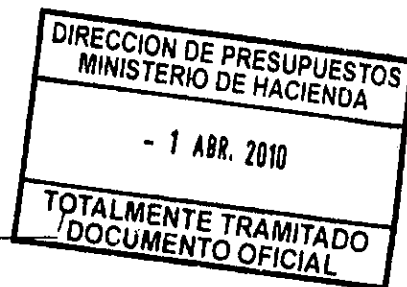 DIRECCION DE PRESUPUESTOS
MINISTERIO DE HACIENDA
- 1 ABR. 2010
TOTALMENTE TRAMITADO
DOCUMENTO OFICIAL